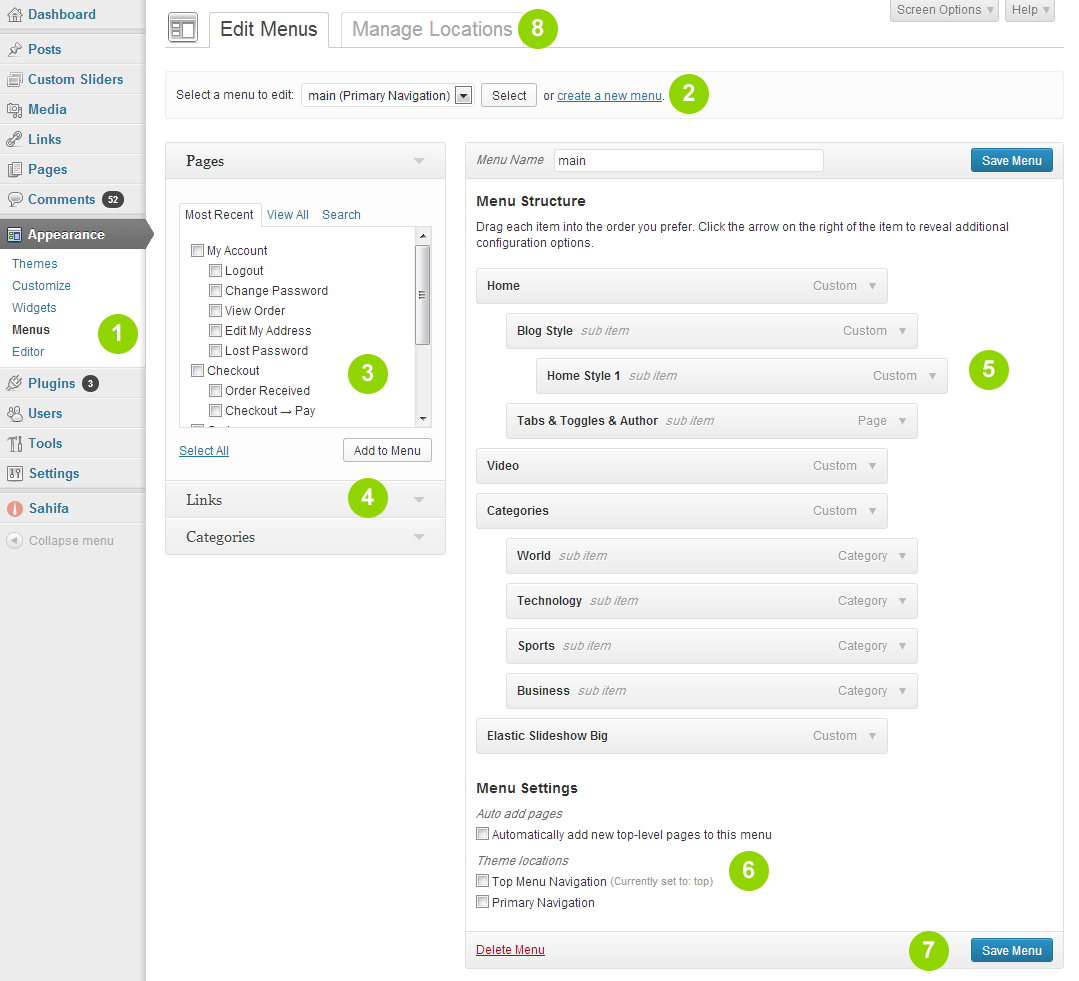 Dashboard
Posts
Custom Sliders
Media
Links
Pages
Comments 52
Appearance
Themes
Customize
Widgets
Menus 1
Editor
Plugins 3
Users
Tools
Settings
Sahifa
Collapse menu
Screen Options Help
Edit Menus Manage Locations 8
Select a menu to edit: main (Primary Navigation) Select or create a new menu. 2
Pages
Most Recent View All Search
My Account
Logout
Change Password
View Order
Edit My Address
Lost Password
Checkout 3
Order Received
Checkout → Pay
Select All Add to Menu
Links 4
Categories
Menu Name main Save Menu
Menu Structure
Drag each item into the order you prefer. Click the arrow on the right of the item to reveal additional
configuration options.
Home Custom
Blog Style sub item Custom
Home Style 1 sub item Custom 5
Tabs & Toggles & Author sub item Page
Video Custom
Categories Custom
World sub item Category
Technology sub item Category
Sports sub item Category
Business sub item Category
Elastic Slideshow Big Custom
Menu Settings
Auto add pages
Automatically add new top-level pages to this menu
Theme locations
Top Menu Navigation (Currently set to: top) 6
Primary Navigation
Delete Menu 7 Save Menu